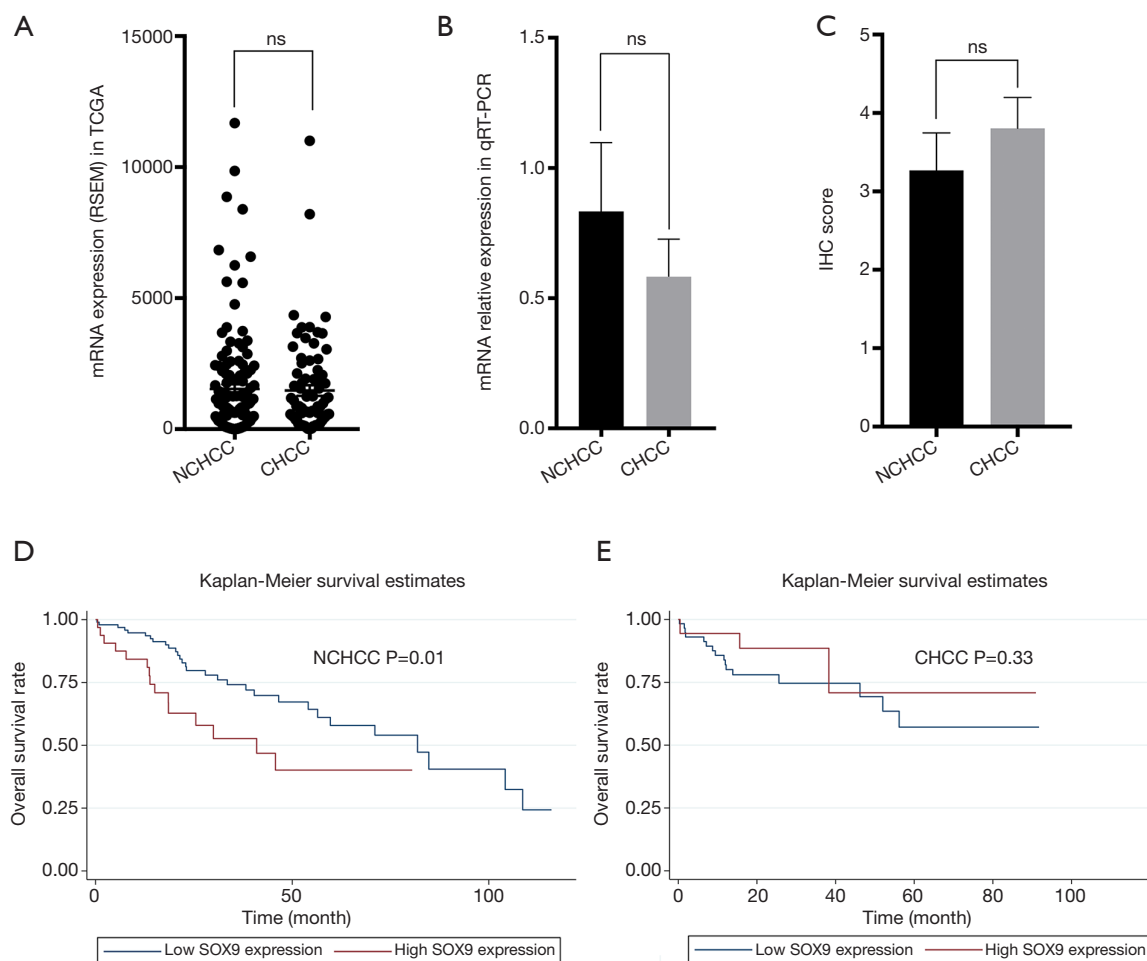 A
mRNA expression (RSEM) in TCGA
15000
10000
5000
0
ns
NCHCC
CHCC
B
mRNA relative expression in qRT-PCR
1.5
1.0
0.5
0.0
ns
NCHCC
CHCC
C
IHC score
5
4
3
2
1
0
ns
NCHCC
CHCC
D
Kaplan-Meier survival estimates
Overall survival rate
1.00
0.75
0.50
0.25
0.00
NCHCC P=0.01
0 50 100
Time (month)
Low SOX9 expression High SOX9 expression
E
Kaplan-Meier survival estimates
Overall survival rate
1.00
0.75
0.50
0.25
0.00
CHCC P=0.33
0 20 40 60 80 100
Time (month)
Low SOX9 expression High SOX9 expression